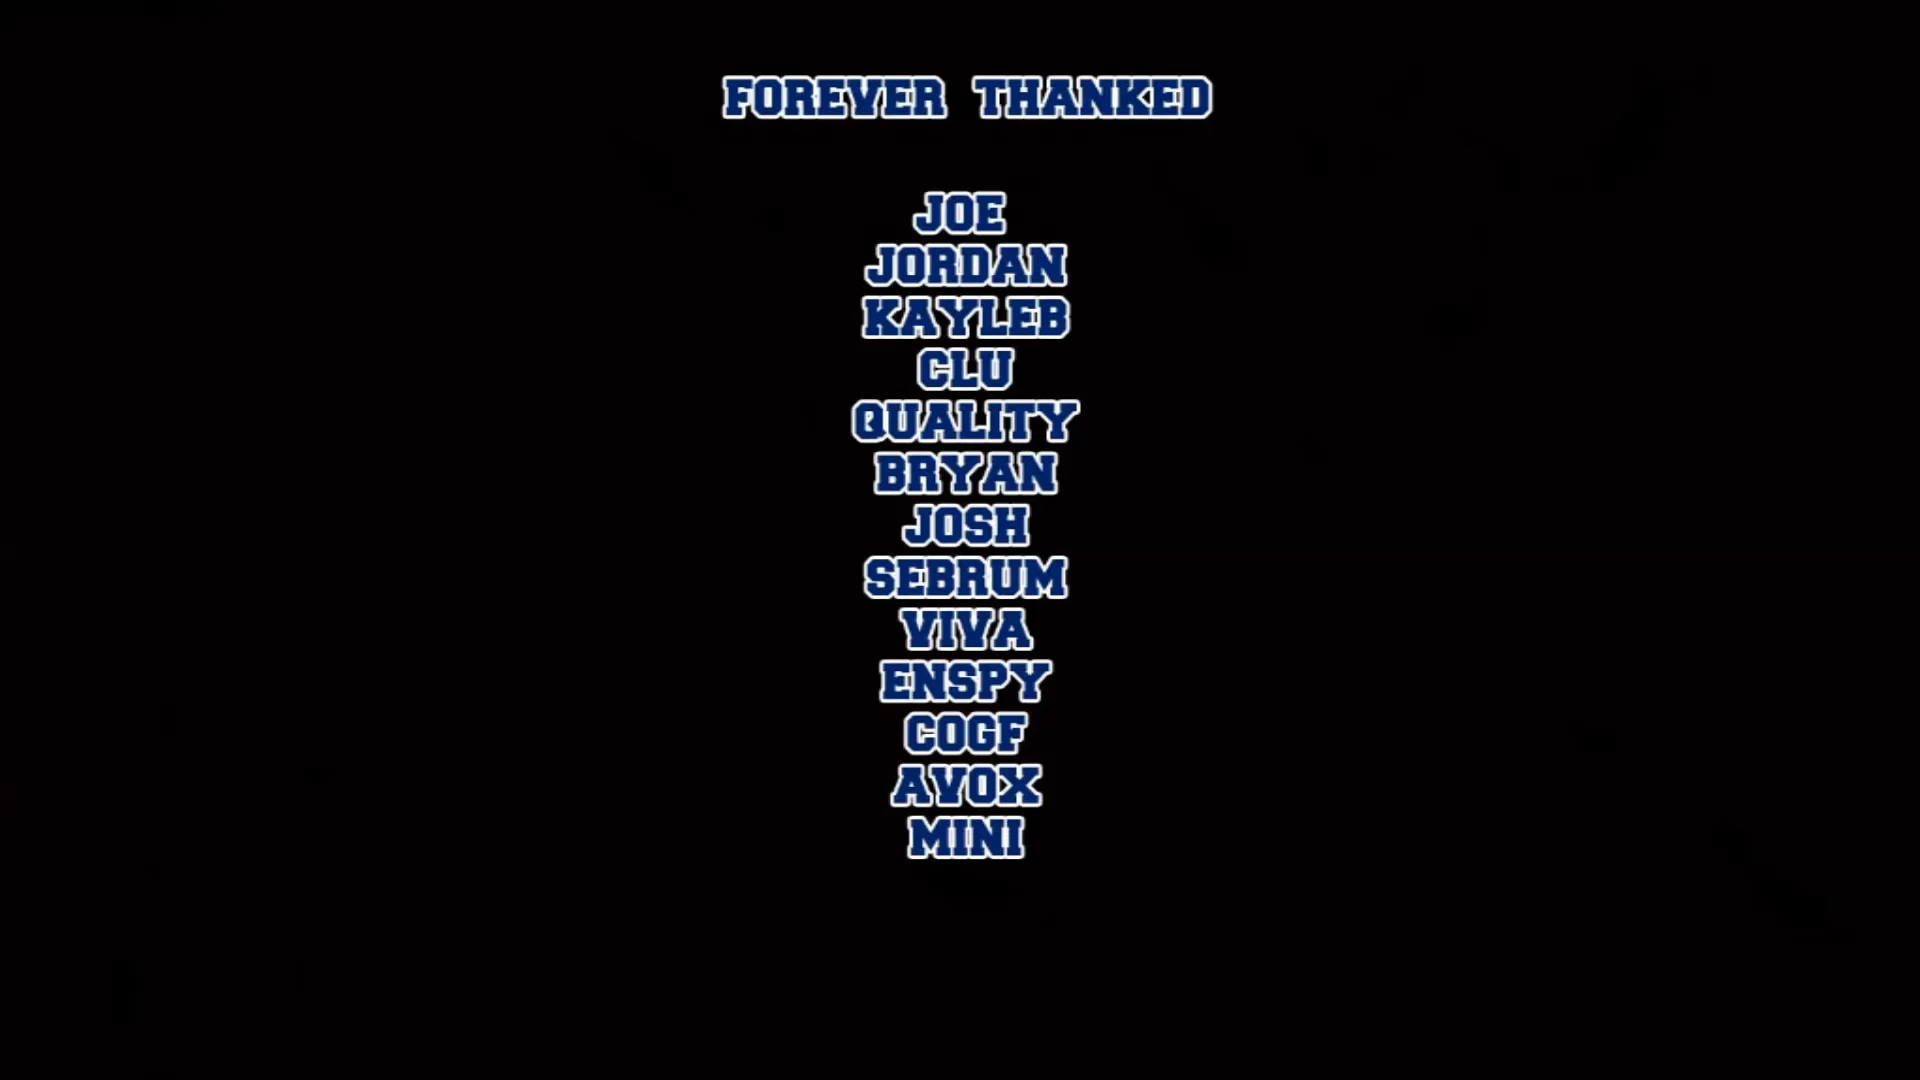 FOREVER THANKED
JOE
JORDAN
KAYLEB
CLU
QUALITY
BRYAN
JOSH
SEBRUM
VIVA
ENSPY
COGF
AVOX
MINI